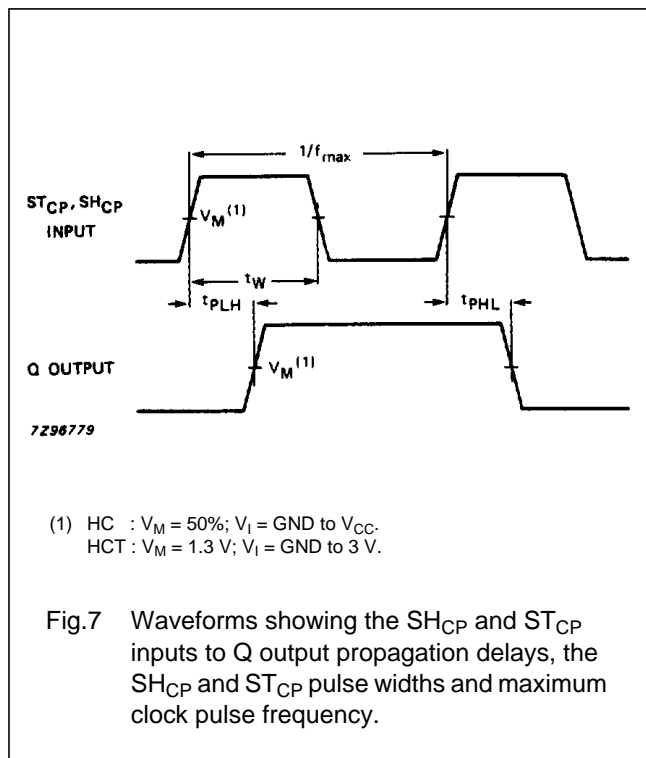 1/fmax
STCP, SHCP
INPUT
VM(1)
tW
tPLH
tPHL
Q OUTPUT
VM(1)
7Z96779
(1) HC : VM = 50%; VI = GND to VCC.
HCT : VM = 1.3 V; VI = GND to 3 V.
Fig.7 Waveforms showing the SHCP and STCP
inputs to Q output propagation delays, the
SHCP and STCP pulse widths and maximum
clock pulse frequency.